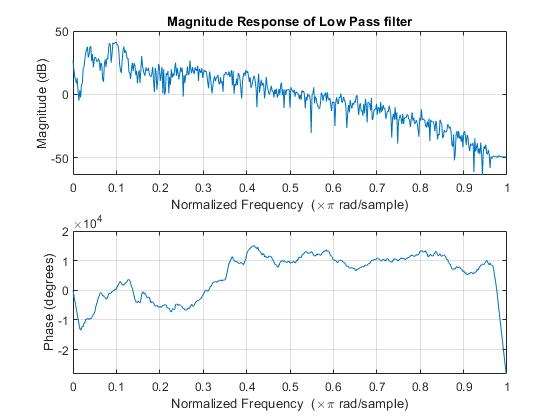 Magnitude Response of Low Pass filter
50
0
-50
Magnitude (dB)
0 0.1 0.2 0.3 0.4 0.5 0.6 0.7 0.8 0.9 1
Normalized Frequency (×π rad/sample)
×10⁴
2
1
0
-1
-2
Phase (degrees)
0 0.1 0.2 0.3 0.4 0.5 0.6 0.7 0.8 0.9 1
Normalized Frequency (×π rad/sample)